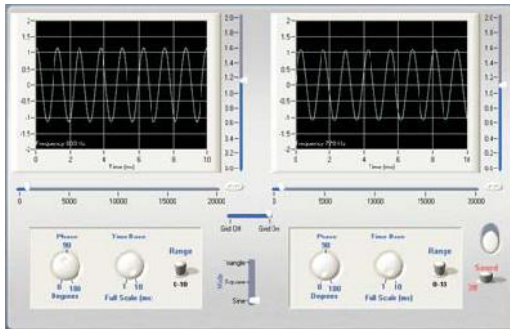 2
2.0
2
2.0
1.5
1.8
1.5
1.8
1
1.6
1
1.6
0.5
1.4
0.5
1.4
0
1.2
0
1.2
-0.5
1.0
-0.5
1.0
-1
0.8
-1
0.8
-1.5
0.6
-1.5
0.6
-2
0.4
-2
0.4
0.2
0.2
0.0
0.0
Frequency Hz
Frequency Hz
0 2 4 6 8 10
0 2 4 6 8 10
Time (ms)
Time (ms)
0 5000 10000 15000 20000
0 5000 10000 15000 20000
Grid Off Grid On
Phase Time Base
Range
90
0 180
1 10
Degrees Full Scale (ms)
Mode
Triangle
Square
Sine
Phase Time Base
Range
90
0 180
1 10
Degrees Full Scale (ms)
Sound
Off